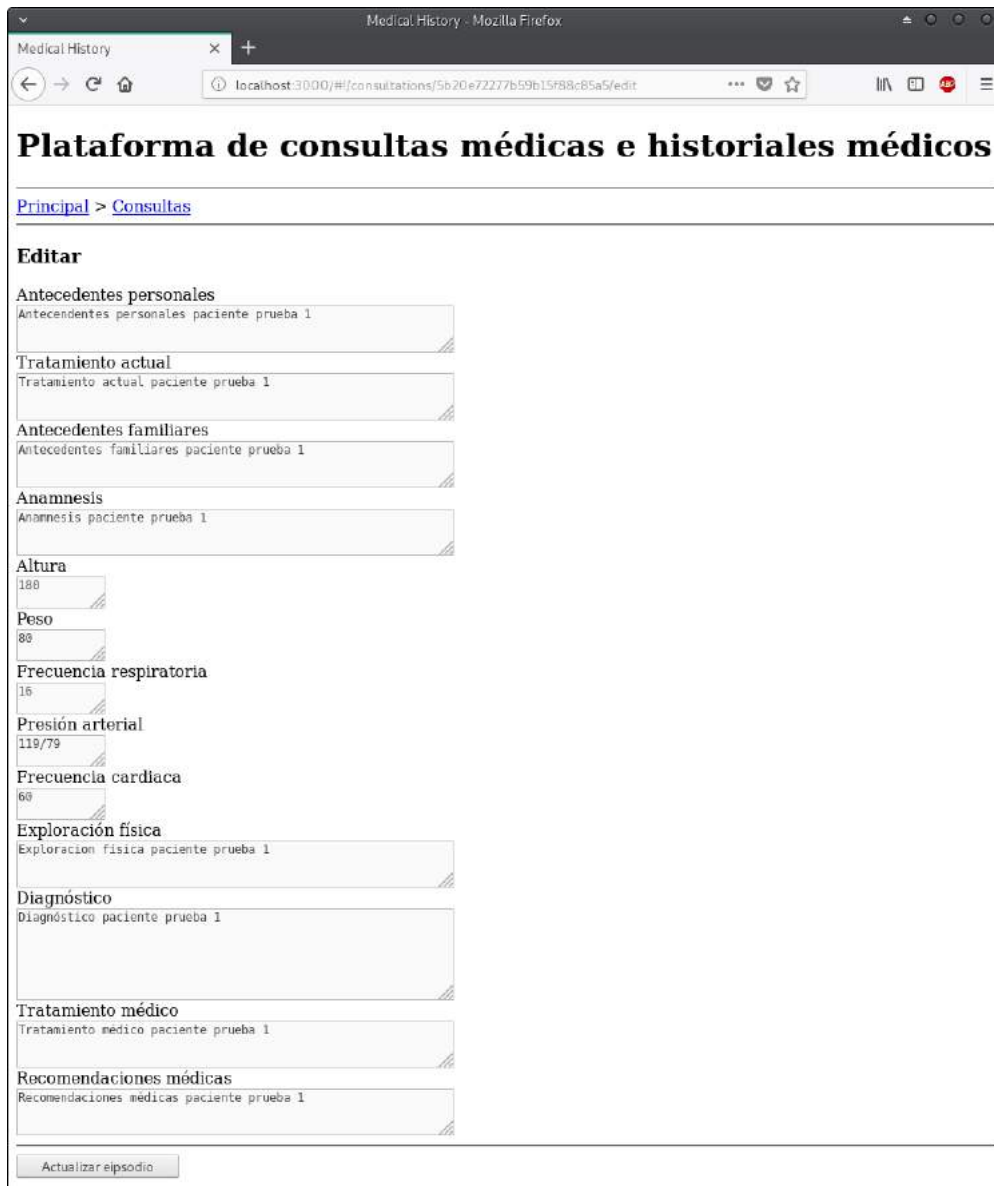 Medical History - Mozilla Firefox
Medical History
localhost:3000/#!/consultations/5b20e72277b59b15f88c85a5/edit
ABP
Plataforma de consultas médicas e historiales médicos
Principal > Consultas
Editar
Antecedentes personales
Antecendentes personales paciente prueba 1
Tratamiento actual
Tratamiento actual paciente prueba 1
Antecedentes familiares
Antecedentes familiares paciente prueba 1
Anamnesis
Anamnesis paciente prueba 1
Altura
180
Peso
80
Frecuencia respiratoria
16
Presión arterial
119/79
Frecuencia cardiaca
60
Exploración física
Exploracion fisica paciente prueba 1
Diagnóstico
Diagnóstico paciente prueba 1
Tratamiento médico
Tratamiento médico paciente prueba 1
Recomendaciones médicas
Recomendaciones médicas paciente prueba 1
Actualizar eipsodio